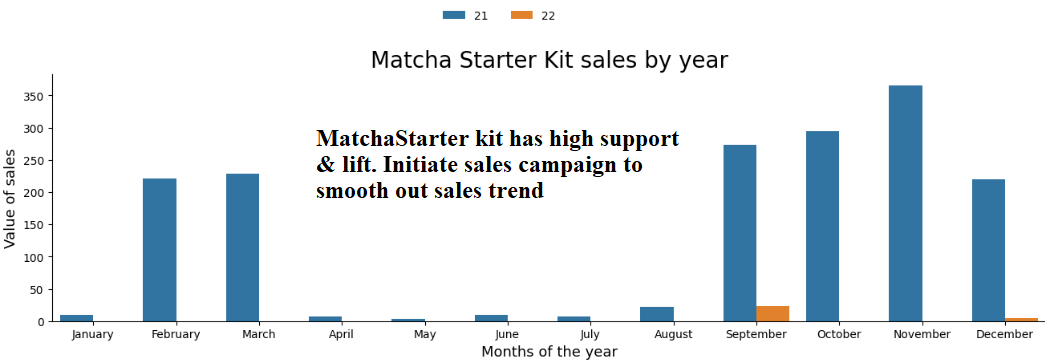 21 22
Matcha Starter Kit sales by year
350
300
250
200
150
100
50
0
Value of sales
MatchaStarter kit has high support
& lift. Initiate sales campaign to
smooth out sales trend
January February March April May June July August September October November December
Months of the year